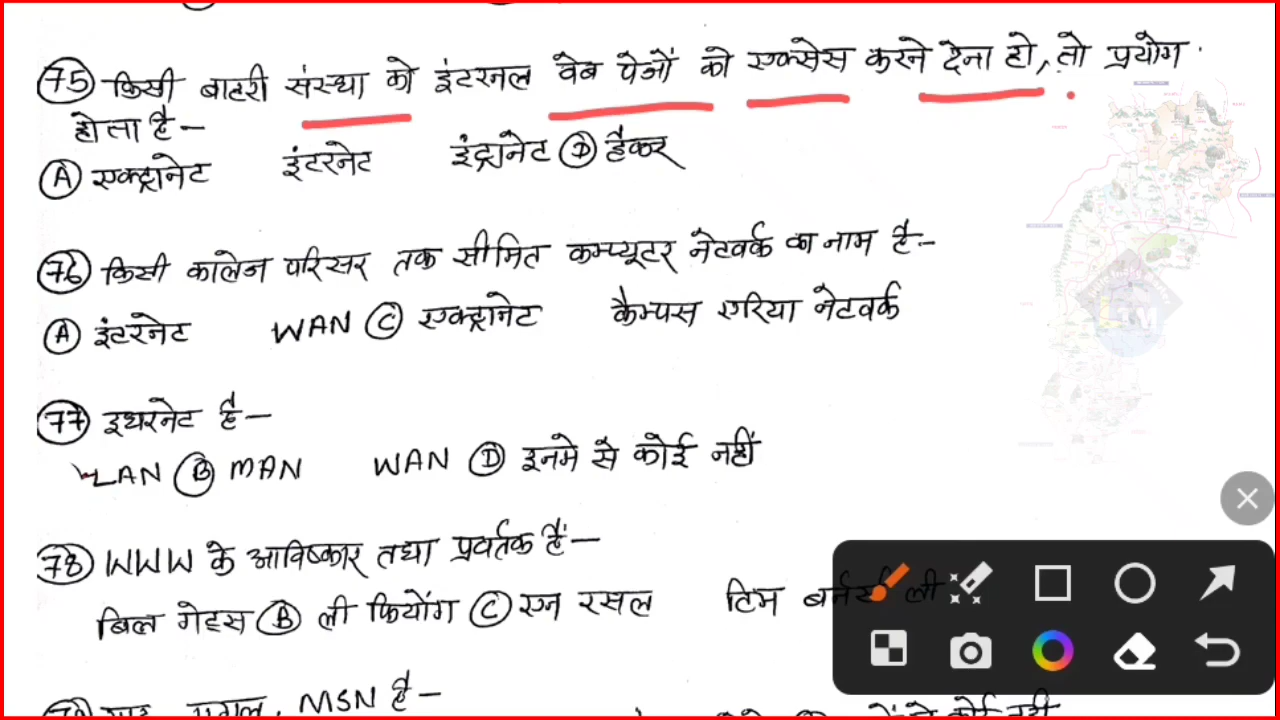 75 किसी बाहरी संस्था को इंटरनल वेब पेजों को एक्सेस करने देना हो, तो प्रयोग
होता है-
A एक्ट्रानेट इंटरनेट इंट्रानेट D हैकर
76 किसी कालेज परिसर तक सीमित कम्प्यूटर नेटवर्क का नाम है-
A इंटरनेट WAN C एक्ट्रानेट कैम्पस एरिया नेटवर्क
77 इथरनेट है-
LAN B MAN WAN D इनमे से कोई नहीं
78 WWW के आविष्कार तथा प्रवर्तक हैं-
बिल गेट्स B ली फियोंग C एन रसल टिम बर्नर्स ली
MSN है-